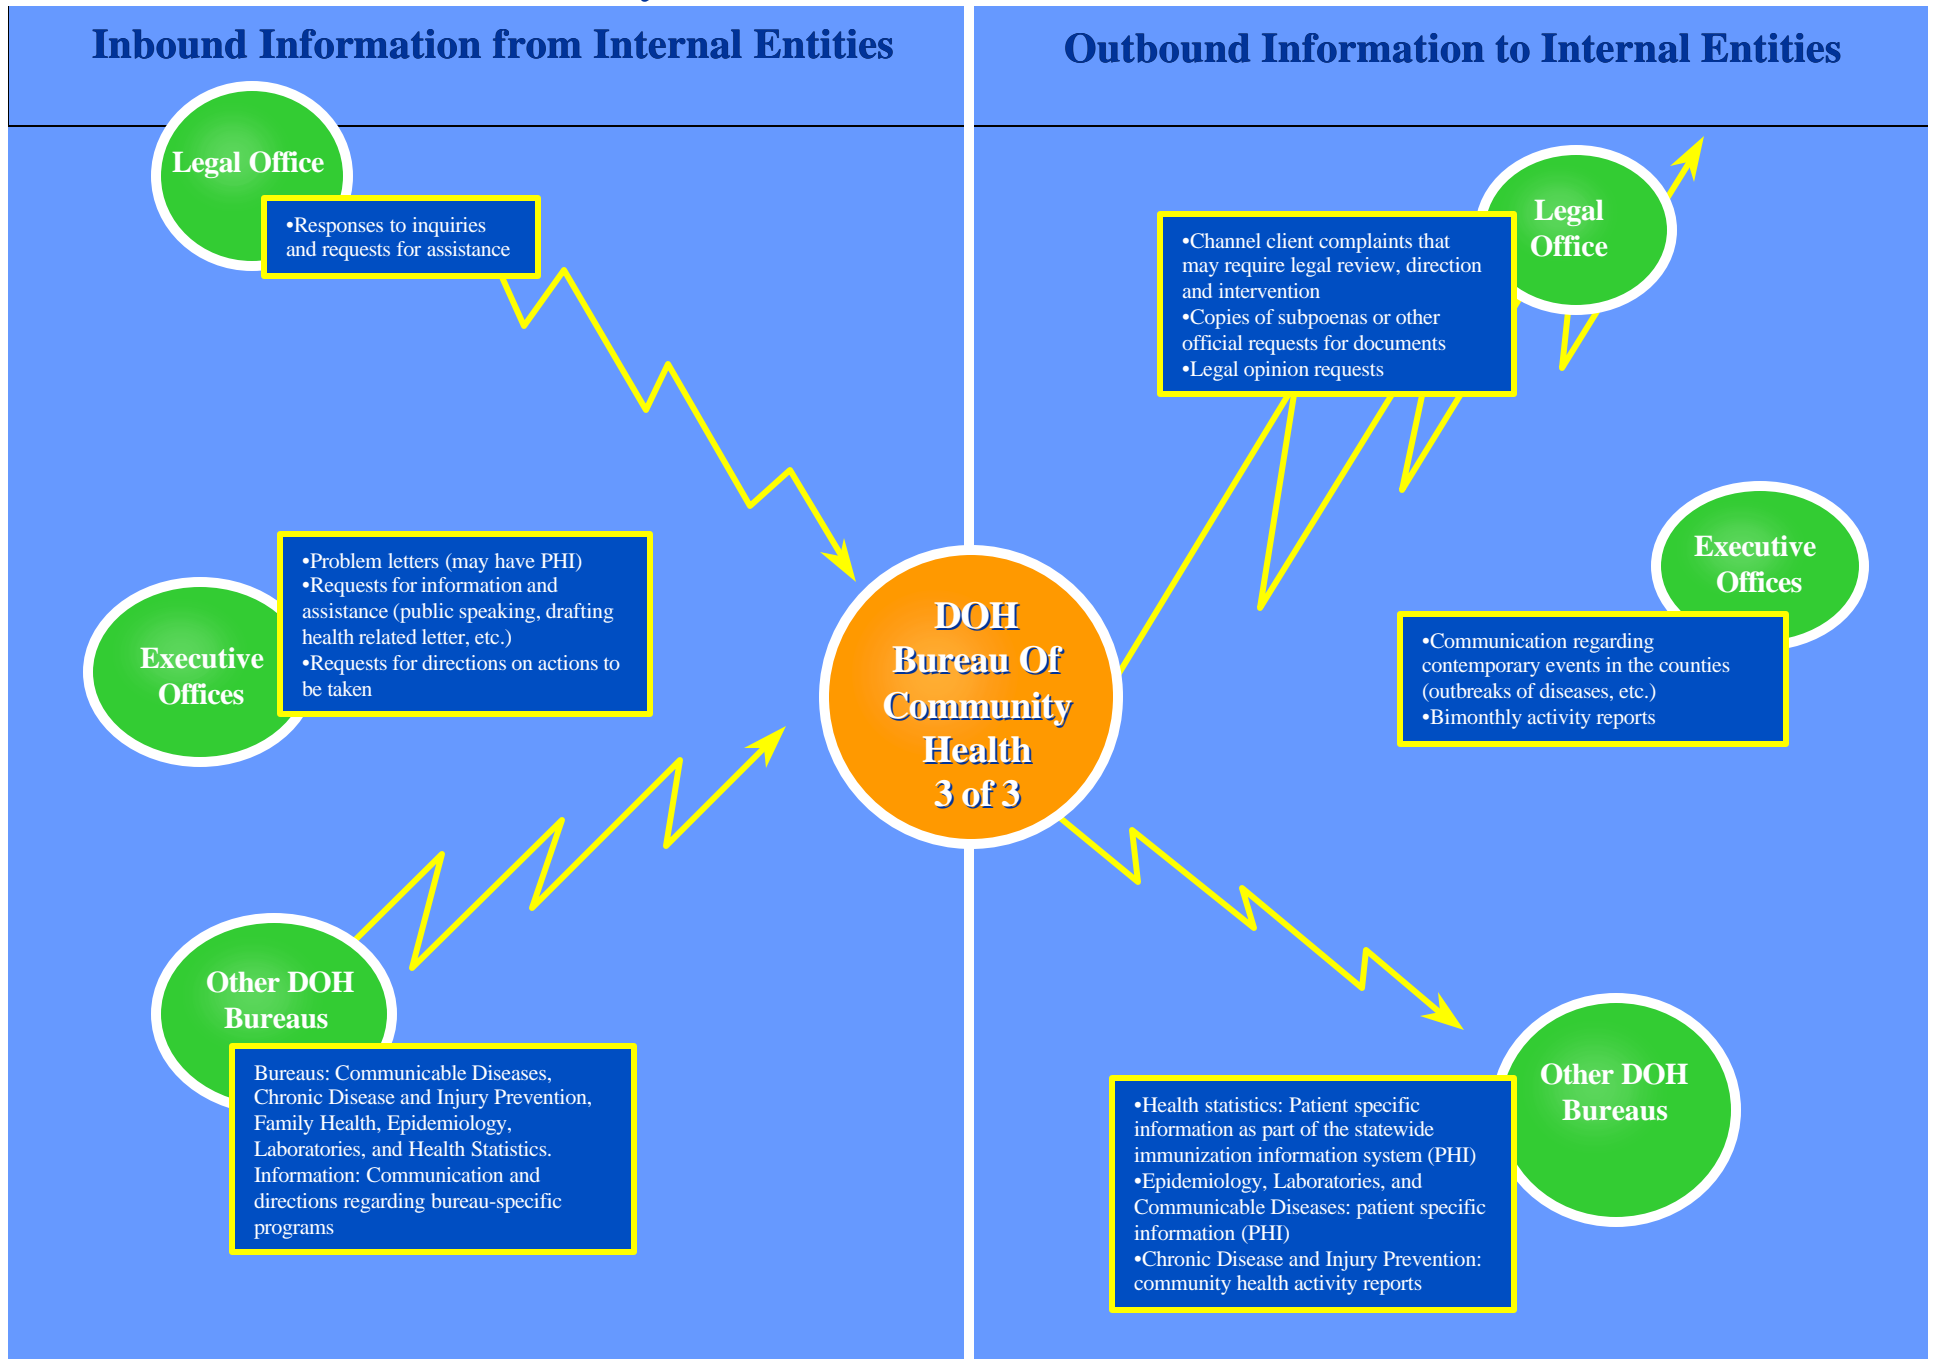 Inbound Information from Internal Entities
Legal Office
•Responses to inquiries
and requests for assistance
•Problem letters (may have PHI)
•Requests for information and
assistance (public speaking, drafting
health related letter, etc.)
•Requests for directions on actions to
be taken
Executive
Offices
Other DOH
Bureaus
Bureaus: Communicable Diseases,
Chronic Disease and Injury Prevention,
Family Health, Epidemiology,
Laboratories, and Health Statistics.
Information: Communication and
directions regarding bureau-specific
programs
DOH
Bureau Of
Community
Health
3 of 3
Outbound Information to Internal Entities
Legal
Office
•Channel client complaints that
may require legal review, direction
and intervention
•Copies of subpoenas or other
official requests for documents
•Legal opinion requests
Executive
Offices
•Communication regarding
contemporary events in the counties
(outbreaks of diseases, etc.)
•Bimonthly activity reports
Other DOH
Bureaus
•Health statistics: Patient specific
information as part of the statewide
immunization information system (PHI)
•Epidemiology, Laboratories, and
Communicable Diseases: patient specific
information (PHI)
•Chronic Disease and Injury Prevention:
community health activity reports